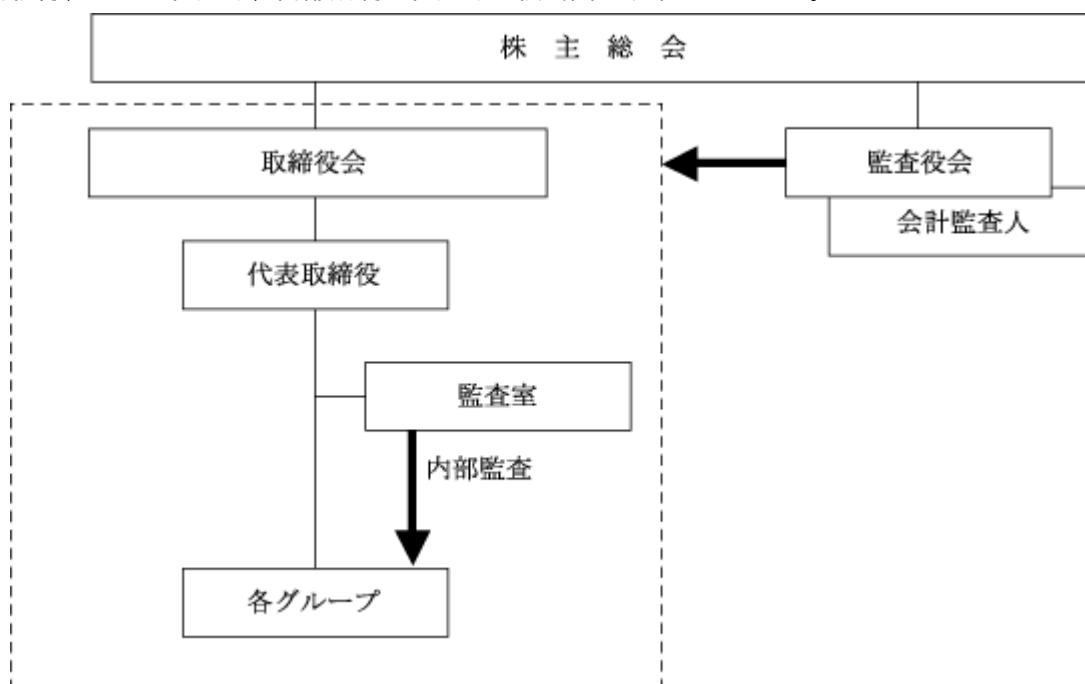 株 主 総 会
取締役会
監査役会
会計監査人
代表取締役
監査室
内部監査
各グループ